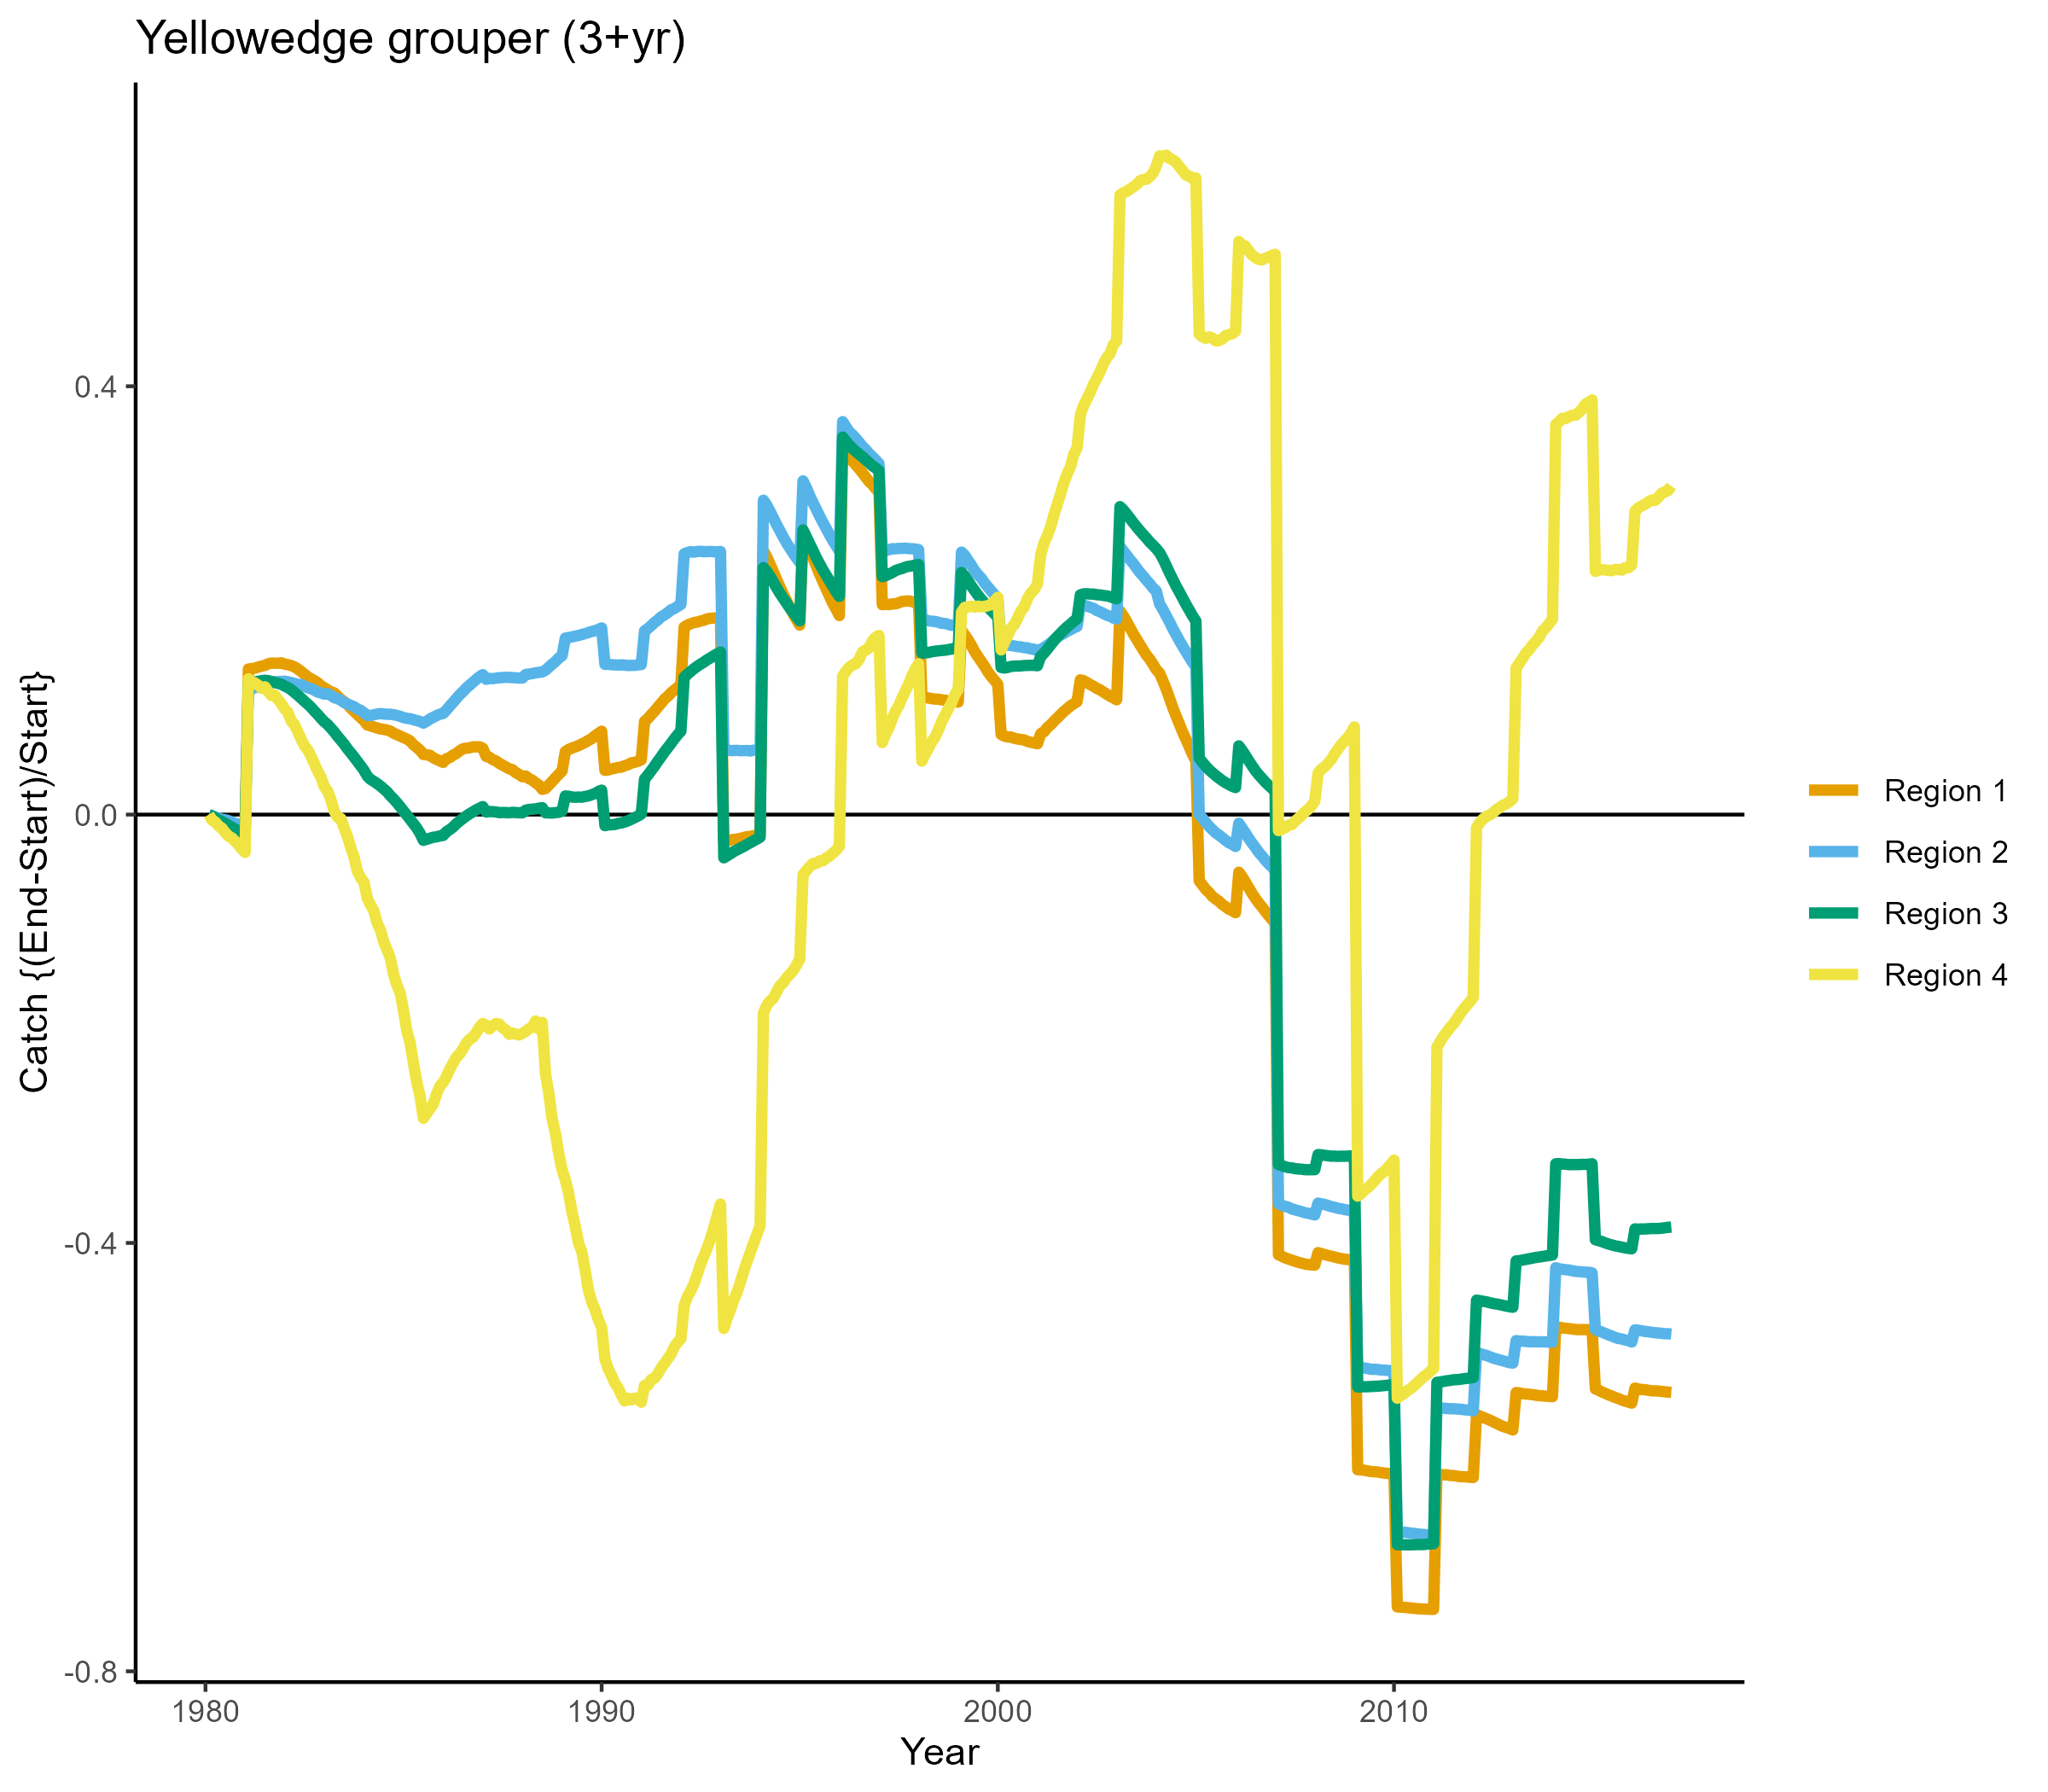 Yellowedge grouper (3+yr)
Catch {(End-Start)/Start}
0.4
0.0
-0.4
-0.8
1980
1990
2000
2010
Year
Region 1
Region 2
Region 3
Region 4